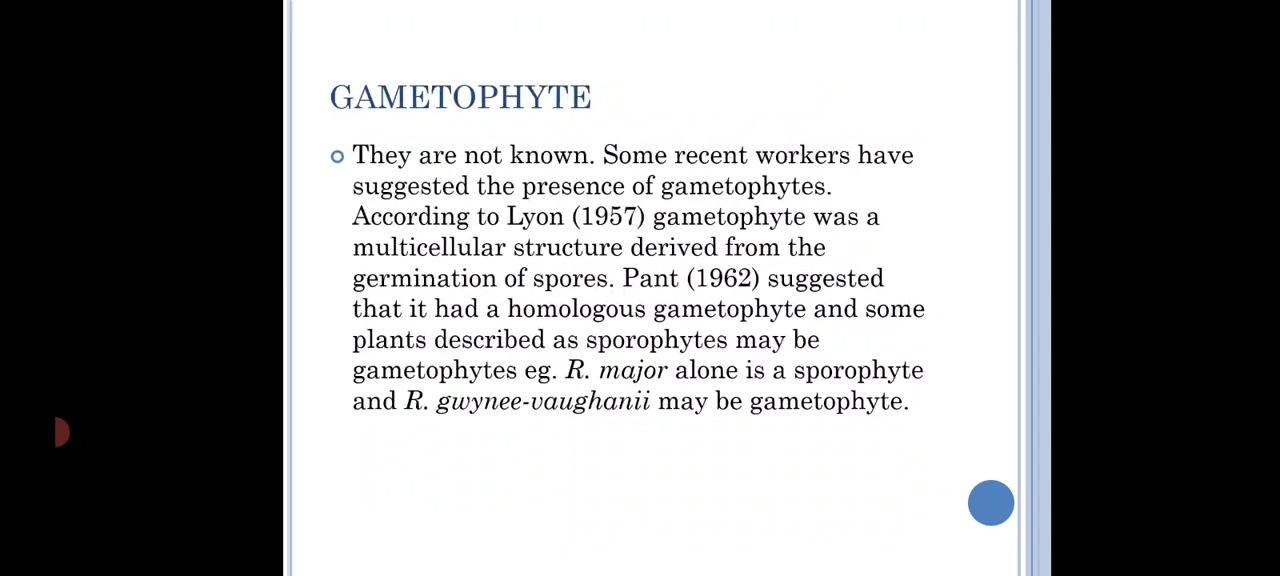 GAMETOPHYTE
They are not known. Some recent workers have
suggested the presence of gametophytes.
According to Lyon (1957) gametophyte was a
multicellular structure derived from the
germination of spores. Pant (1962) suggested
that it had a homologous gametophyte and some
plants described as sporophytes may be
gametophytes eg. R. major alone is a sporophyte
and R. gwynee-vaughanii may be gametophyte.